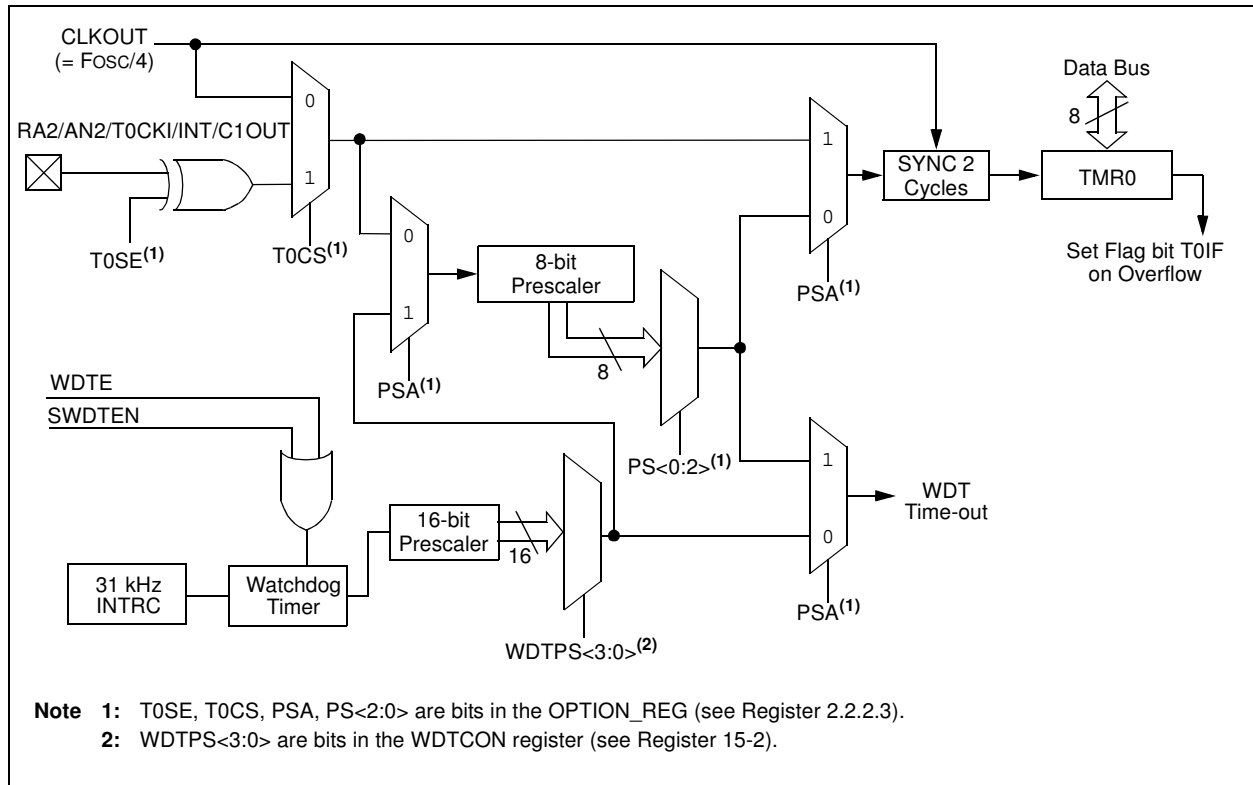 CLKOUT
(= FOSC/4)
Data Bus
8
0
RA2/AN2/T0CKI/INT/C1OUT
1
1
SYNC 2
Cycles
TMR0
0
T0SE(1)
T0CS(1)
0
8-bit
Prescaler
Set Flag bit T0IF
on Overflow
PSA(1)
1
8
PSA(1)
WDTE
SWDTEN
PS<0:2>(1)
1
WDT
Time-out
16-bit
Prescaler
16
0
31 kHz
INTRC
Watchdog
Timer
PSA(1)
WDTPS<3:0>(2)
Note 1: T0SE, T0CS, PSA, PS<2:0> are bits in the OPTION_REG (see Register 2.2.2.3).
2: WDTPS<3:0> are bits in the WDTCON register (see Register 15-2).